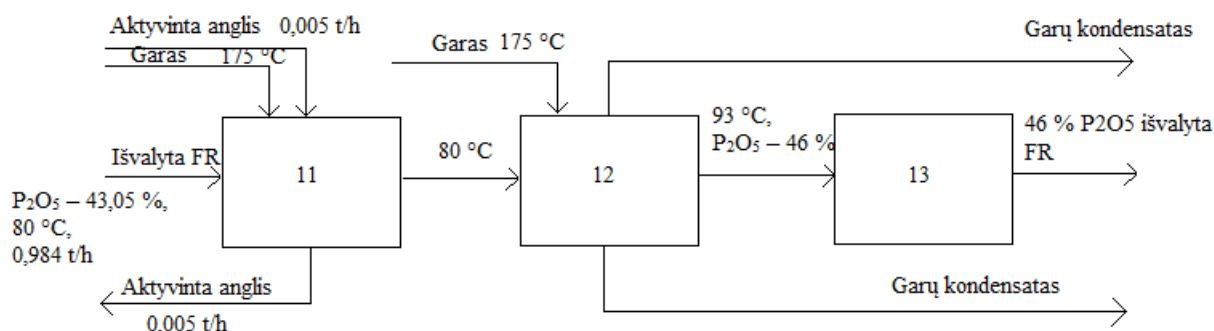 Aktyvinta anglis 0,005 t/h
Garas 175 °C
Garas 175 °C
Garų kondensatas
Išvalyta FR
P₂O₅ – 43,05 %,
80 °C,
0,984 t/h
11
80 °C
12
93 °C,
P₂O₅ – 46 %
13
46 % P2O5 išvalyta
FR
Aktyvinta anglis
0,005 t/h
Garų kondensatas